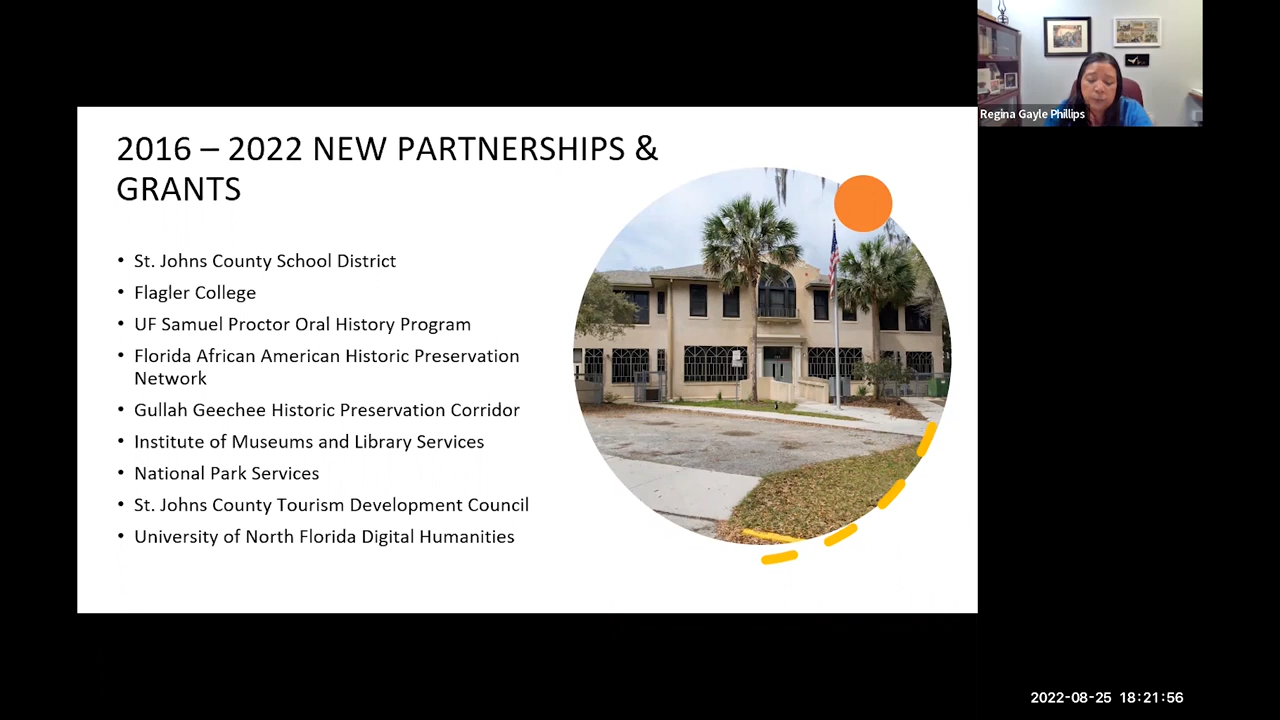 2016 – 2022 NEW PARTNERSHIPS &
GRANTS
• St. Johns County School District
• Flagler College
• UF Samuel Proctor Oral History Program
• Florida African American Historic Preservation
Network
• Gullah Geechee Historic Preservation Corridor
• Institute of Museums and Library Services
• National Park Services
• St. Johns County Tourism Development Council
• University of North Florida Digital Humanities
Regina Gayle Phillips
2022-08-25 18:21:56